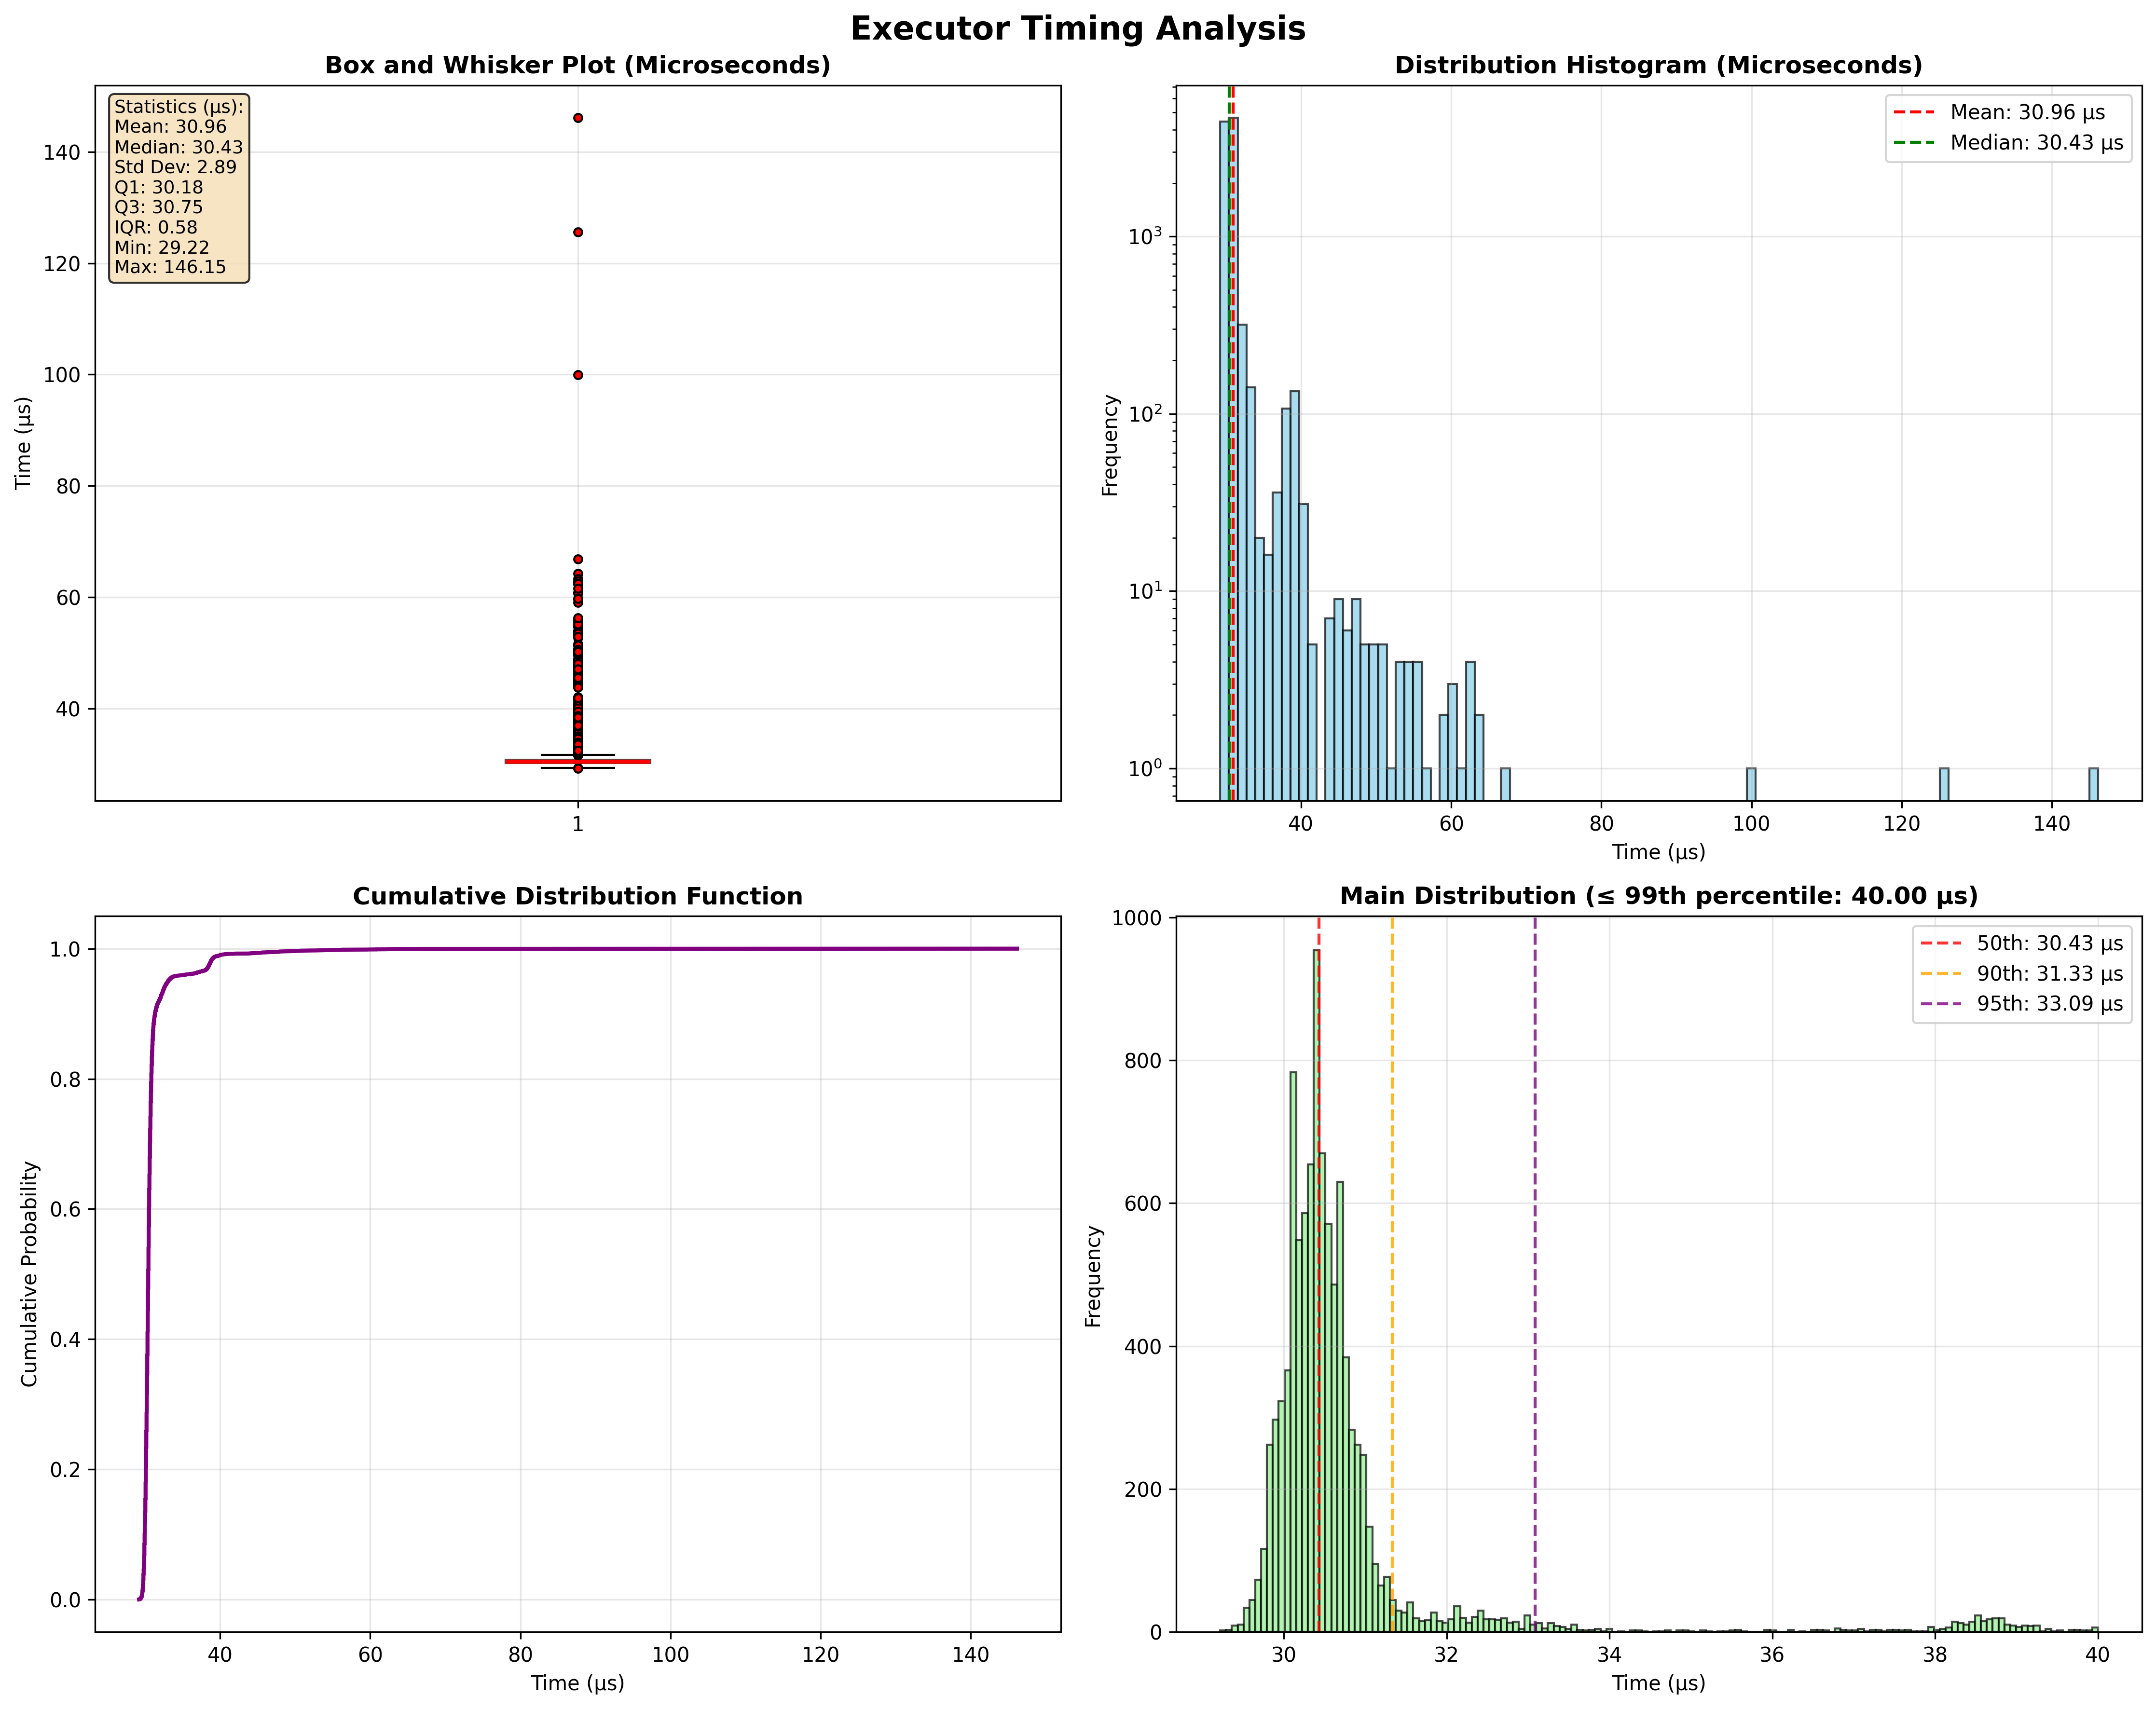 Executor Timing Analysis
Box and Whisker Plot (Microseconds)
Statistics (µs):
Mean: 30.96
Median: 30.43
Std Dev: 2.89
Q1: 30.18
Q3: 30.75
IQR: 0.58
Min: 29.22
Max: 146.15
Time (µs)
140
120
100
80
60
40
1
Distribution Histogram (Microseconds)
Mean: 30.96 µs
Median: 30.43 µs
Frequency
10³
10²
10¹
10⁰
40 60 80 100 120 140
Time (µs)
Cumulative Distribution Function
Cumulative Probability
1.0
0.8
0.6
0.4
0.2
0.0
40 60 80 100 120 140
Time (µs)
Main Distribution (≤ 99th percentile: 40.00 µs)
50th: 30.43 µs
90th: 31.33 µs
95th: 33.09 µs
Frequency
1000
800
600
400
200
0
30 32 34 36 38 40
Time (µs)